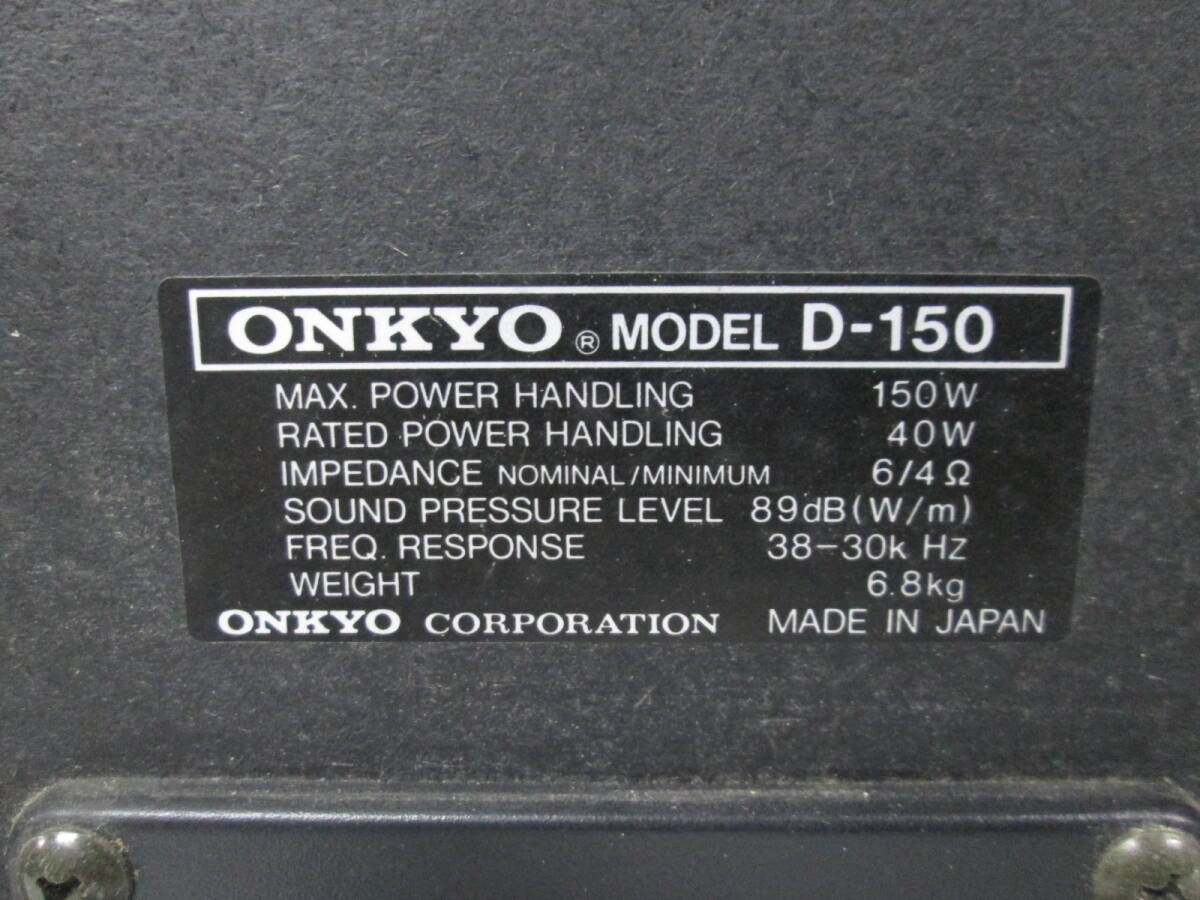 ONKYO ® MODEL D-150
MAX. POWER HANDLING 150W
RATED POWER HANDLING 40W
IMPEDANCE NOMINAL/MINIMUM 6/4Ω
SOUND PRESSURE LEVEL 89dB(W/m)
FREQ. RESPONSE 38-30k Hz
WEIGHT 6.8kg
ONKYO CORPORATION MADE IN JAPAN